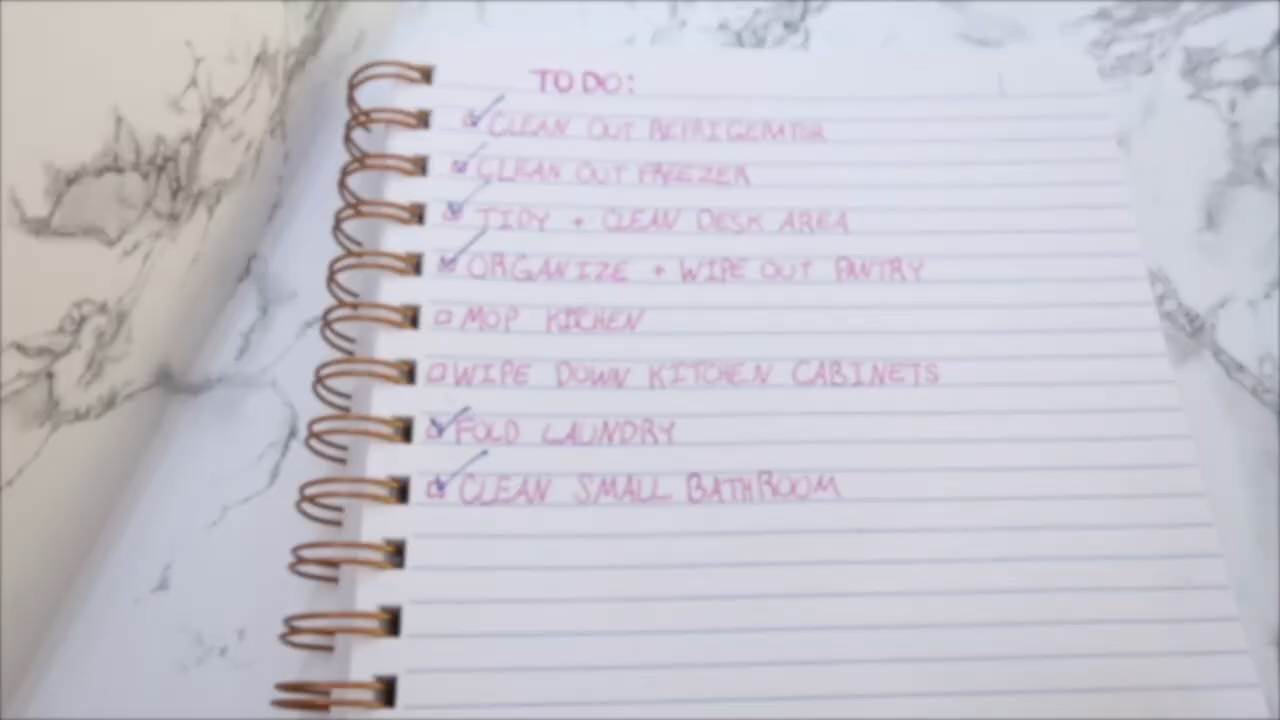 TO DO:
CLEAN OUT REFRIGERATOR
CLEAN OUT FREEZER
TIDY + CLEAN DESK AREA
ORGANIZE + WIPE OUT PANTRY
MOP KITCHEN
WIPE DOWN KITCHEN CABINETS
FOLD LAUNDRY
CLEAN SMALL BATHROOM